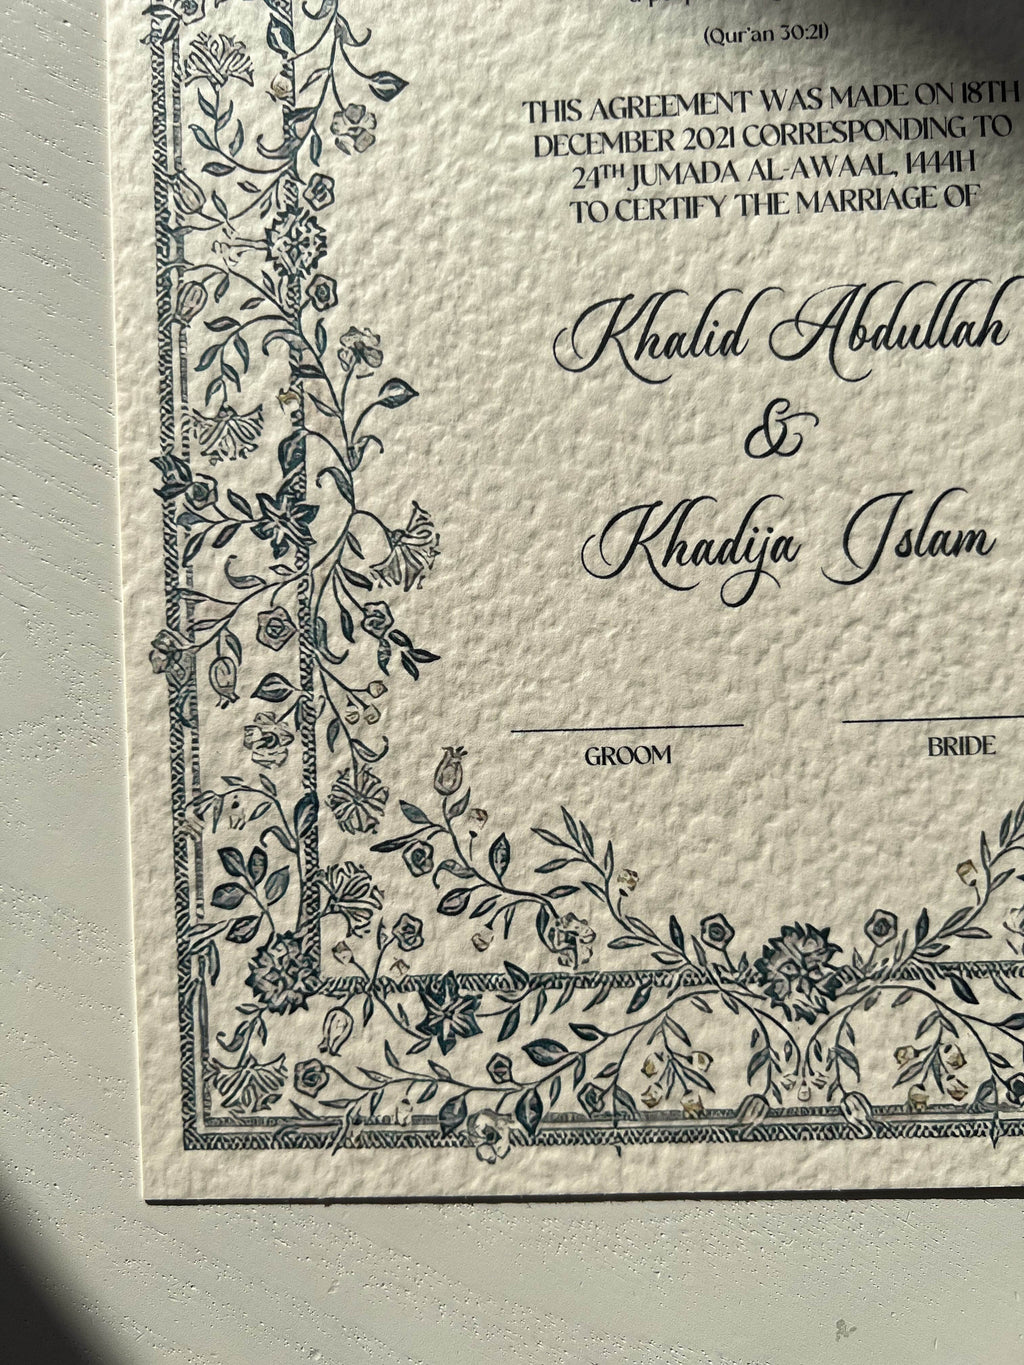 (Qur'an 30:21)
THIS AGREEMENT WAS MADE ON 18TH
DECEMBER 2021 CORRESPONDING TO
24TH JUMADA AL-AWAAL, 1444H
TO CERTIFY THE MARRIAGE OF
Khalid Abdullah
&
Khadija Islam
GROOM
BRIDE